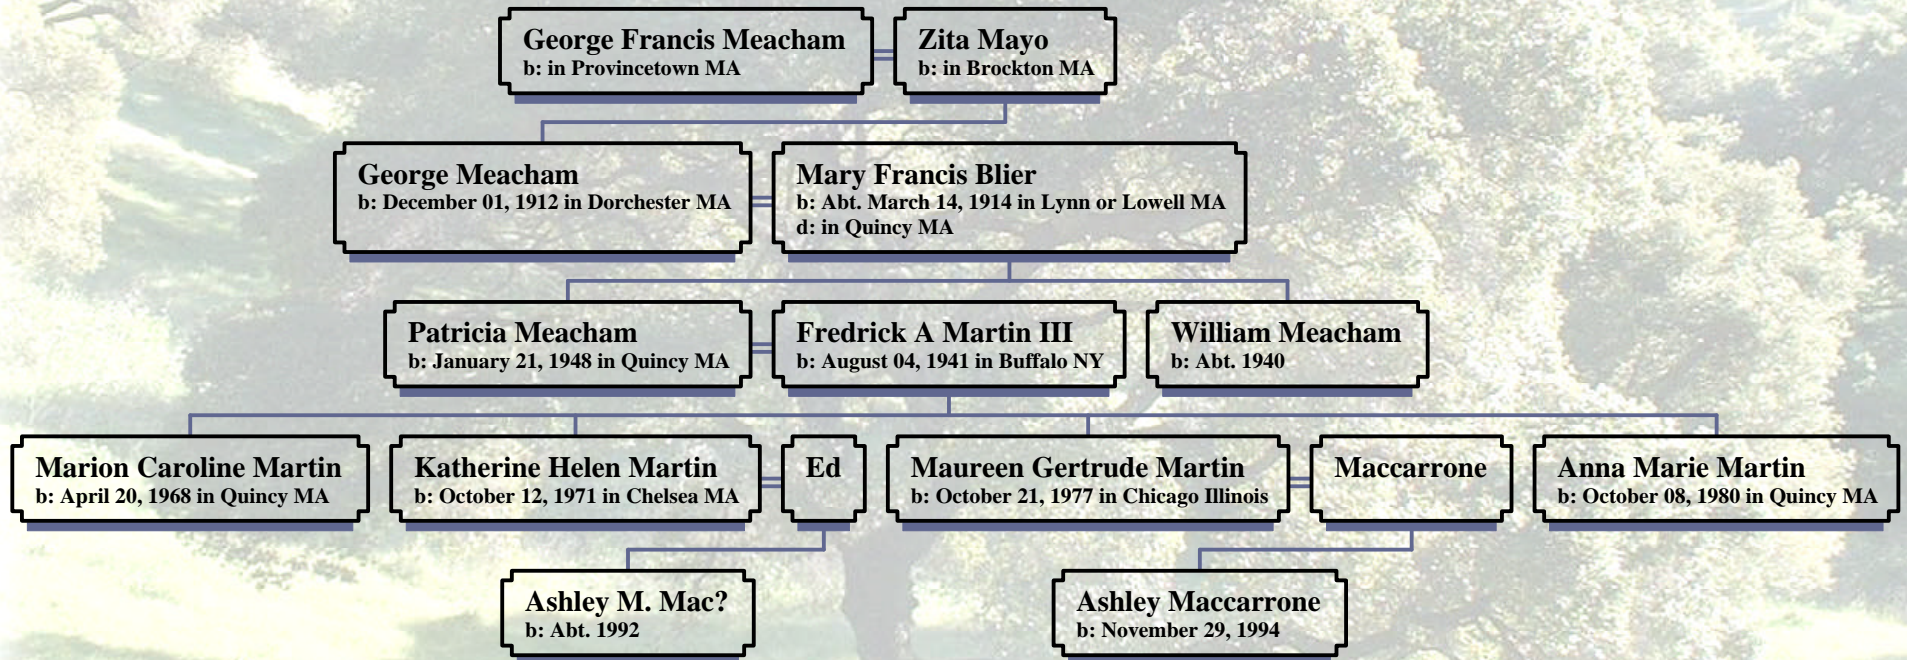 George Francis Meacham
b: in Provincetown MA
Zita Mayo
b: in Brockton MA
George Meacham
b: December 01, 1912 in Dorchester MA
Mary Francis Blier
b: Abt. March 14, 1914 in Lynn or Lowell MA
d: in Quincy MA
Patricia Meacham
b: January 21, 1948 in Quincy MA
Fredrick A Martin III
b: August 04, 1941 in Buffalo NY
William Meacham
b: Abt. 1940
Marion Caroline Martin
b: April 20, 1968 in Quincy MA
Katherine Helen Martin
b: October 12, 1971 in Chelsea MA
Ed
Maureen Gertrude Martin
b: October 21, 1977 in Chicago Illinois
Maccarrone
Anna Marie Martin
b: October 08, 1980 in Quincy MA
Ashley M. Mac?
b: Abt. 1992
Ashley Maccarrone
b: November 29, 1994